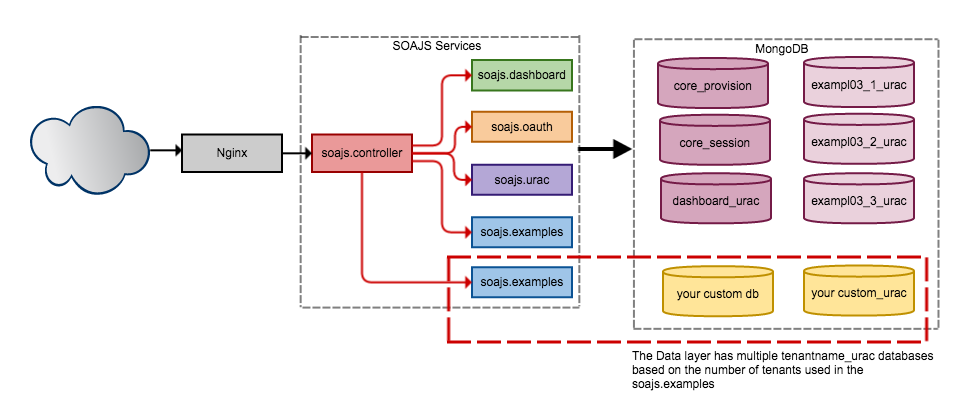 SOAJS Services
MongoDB
soajs.dashboard
core_provision
exampl03_1_urac
soajs.oauth
Nginx
soajs.controller
core_session
exampl03_2_urac
soajs.urac
dashboard_urac
exampl03_3_urac
soajs.examples
soajs.examples
your custom db
your custom_urac
The Data layer has multiple tenantname_urac databases
based on the number of tenants used in the
soajs.examples